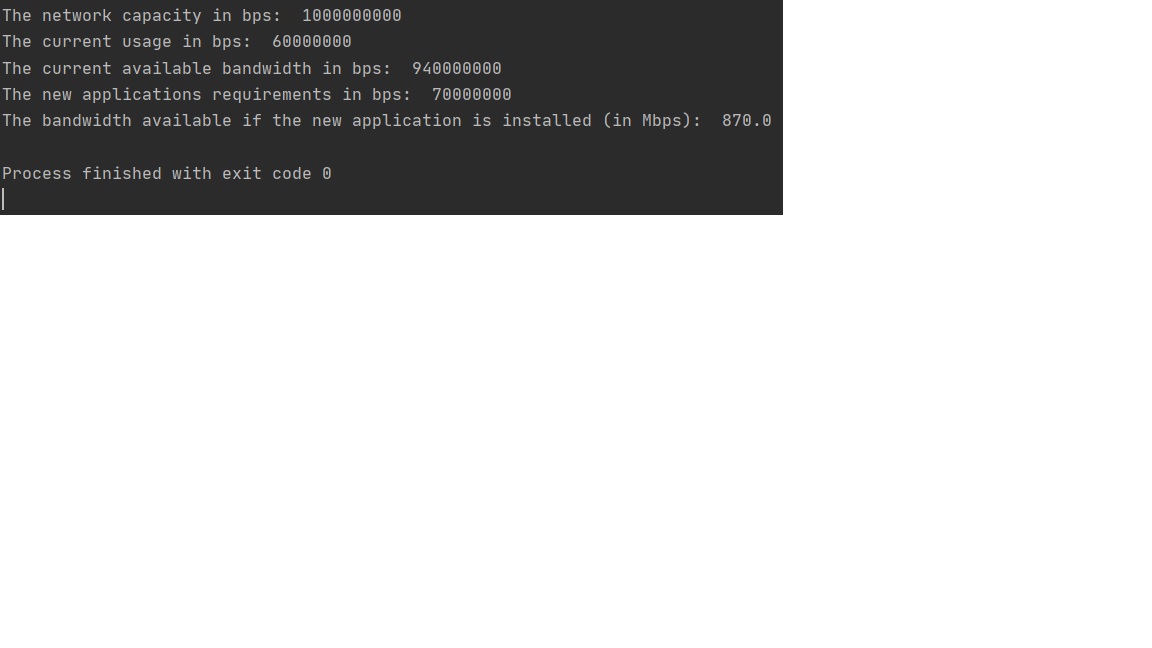 The network capacity in bps:  1000000000
The current usage in bps:  60000000
The current available bandwidth in bps:  940000000
The new applications requirements in bps:  70000000
The bandwidth available if the new application is installed (in Mbps):  870.0
Process finished with exit code 0